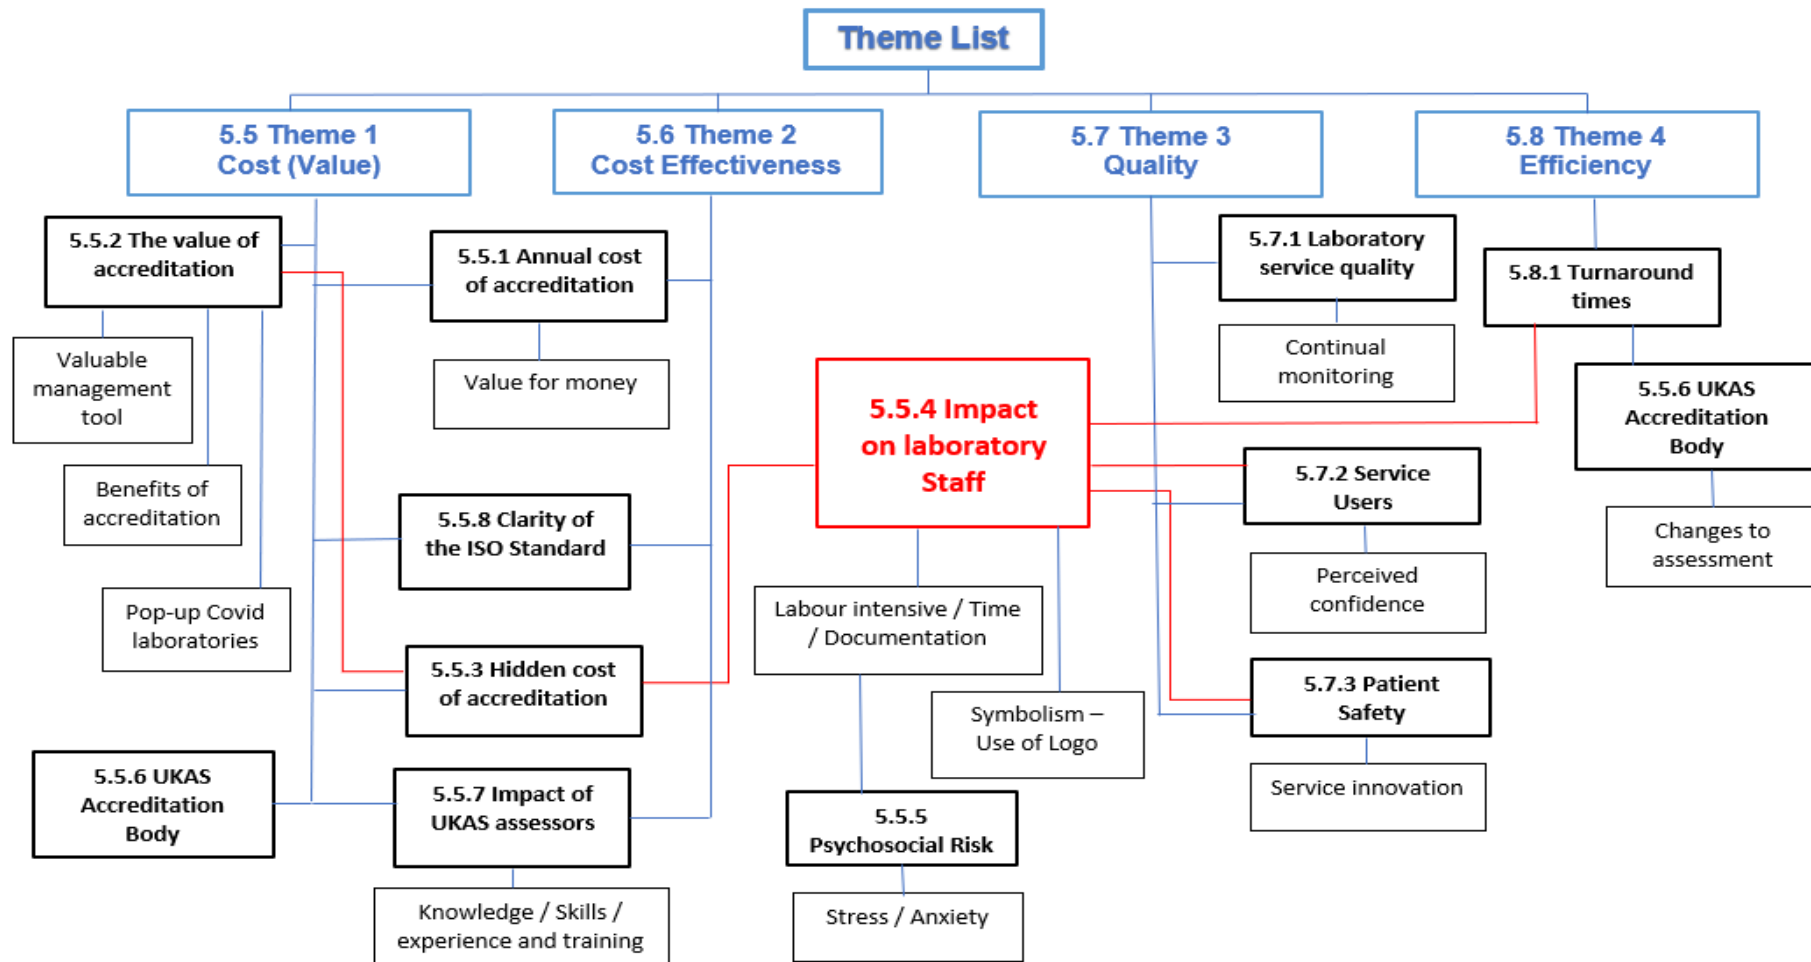 Theme List
5.5 Theme 1
Cost (Value)
5.6 Theme 2
Cost Effectiveness
5.7 Theme 3
Quality
5.8 Theme 4
Efficiency
5.5.2 The value of
accreditation
5.5.1 Annual cost
of accreditation
5.7.1 Laboratory
service quality
5.8.1 Turnaround
times
Valuable
management
tool
Value for money
Continual
monitoring
5.5.4 Impact
on laboratory
Staff
5.5.6 UKAS
Accreditation
Body
Benefits of
accreditation
5.5.8 Clarity of
the ISO Standard
5.7.2 Service
Users
Changes to
assessment
Pop-up Covid
laboratories
Labour intensive / Time
/ Documentation
Perceived
confidence
5.5.3 Hidden cost
of accreditation
Symbolism –
Use of Logo
5.7.3 Patient
Safety
5.5.6 UKAS
Accreditation
Body
5.5.7 Impact of
UKAS assessors
5.5.5
Psychosocial Risk
Service innovation
Knowledge / Skills /
experience and training
Stress / Anxiety